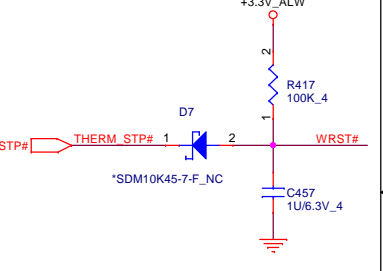 +3.3V_ALW
2
R417
100K_4
1
D7
STP#
THERM_STP#
1
2
WRST#
*SDM10K45-7-F_NC
C457
1U/6.3V_4